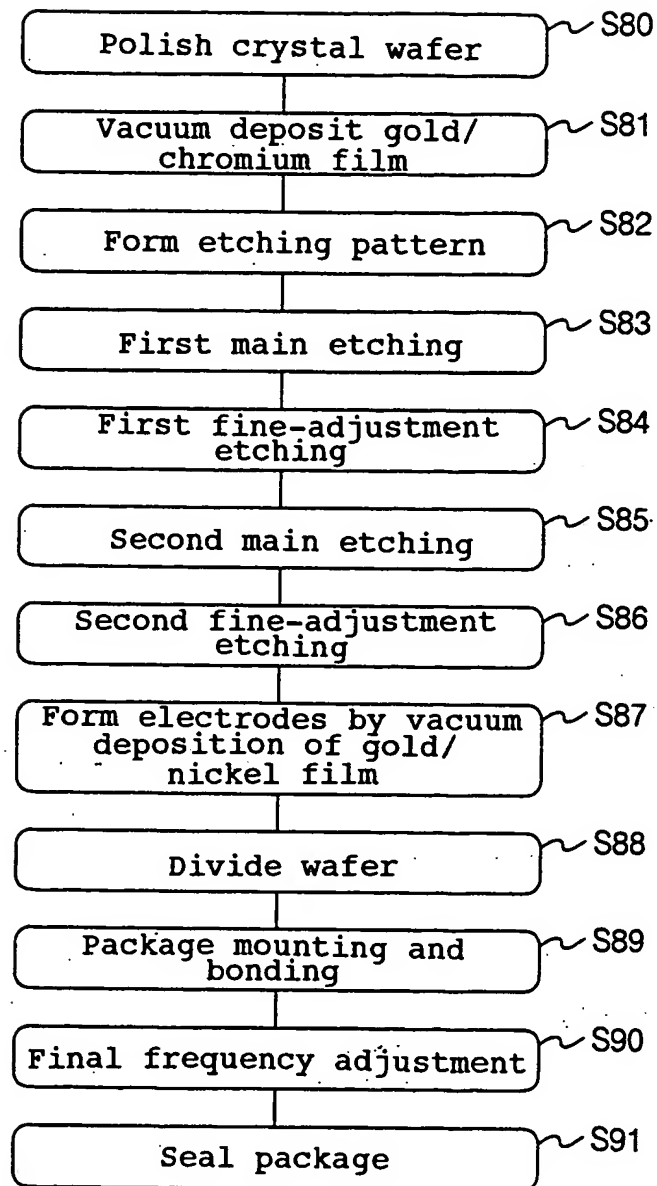 Polish crystal wafer
S80
Vacuum deposit gold/
chromium film
S81
Form etching pattern
S82
First main etching
S83
First fine-adjustment
etching
S84
Second main etching
S85
Second fine-adjustment
etching
S86
Form electrodes by vacuum
deposition of gold/
nickel film
S87
Divide wafer
S88
Package mounting and
bonding
S89
Final frequency adjustment
S90
Seal package
S91